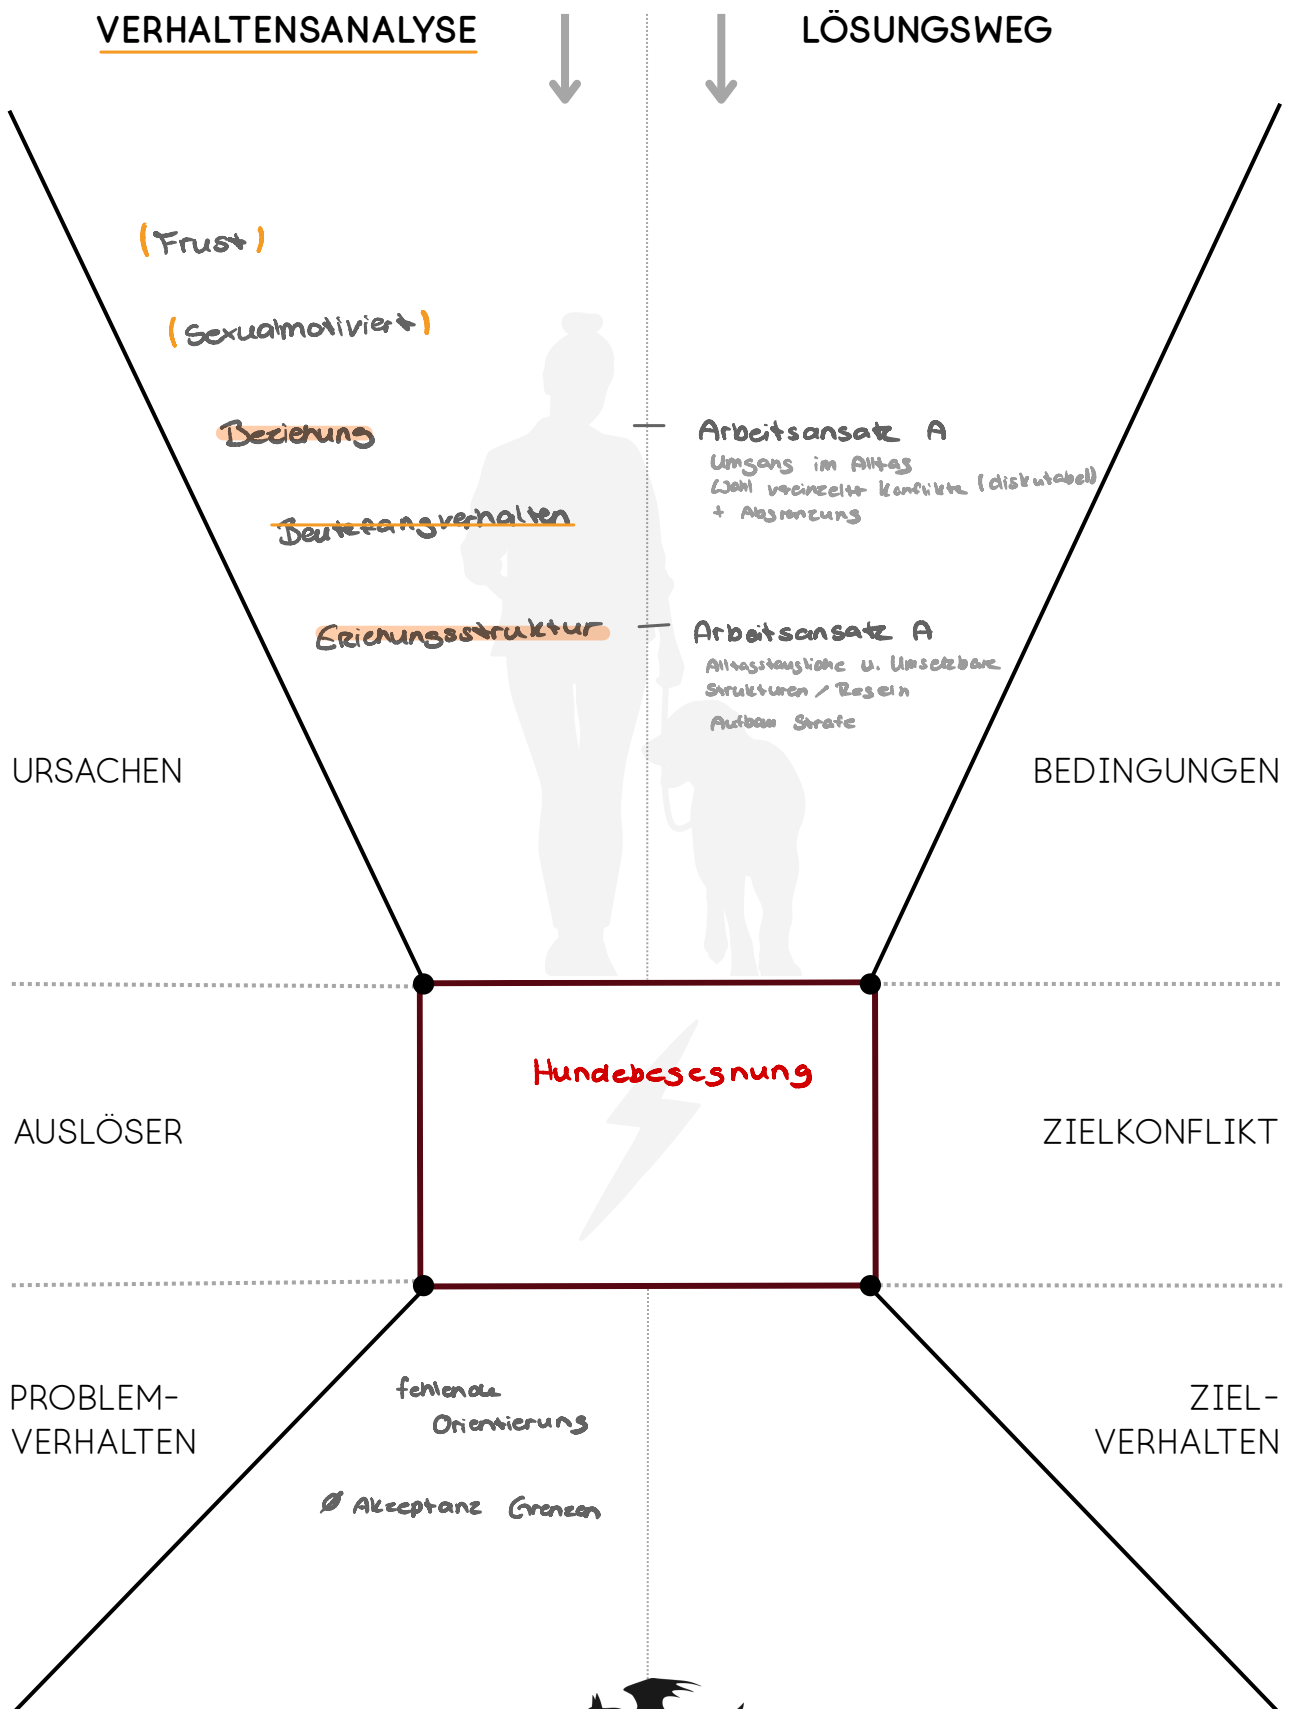 VERHALTENSANALYSE
LÖSUNGSWEG
(Frust)
(Sexualmotiviert)
Beziehung
Arbeitsansatz A
Umgang im Alltag
Wahl vereinzelter Konflikte (diskutabel)
+ Abgrenzung
Beutefangverhalten
Erziehungsstruktur
Arbeitsansatz A
Alltagstaugliche u. Umsetzbare
Strukturen / Regeln
Aufbau Strafe
URSACHEN
BEDINGUNGEN
Hundebegegnung
AUSLÖSER
ZIELKONFLIKT
PROBLEM-
VERHALTEN
fehlende
Orientierung
Ø Akzeptanz Grenzen
ZIEL-
VERHALTEN